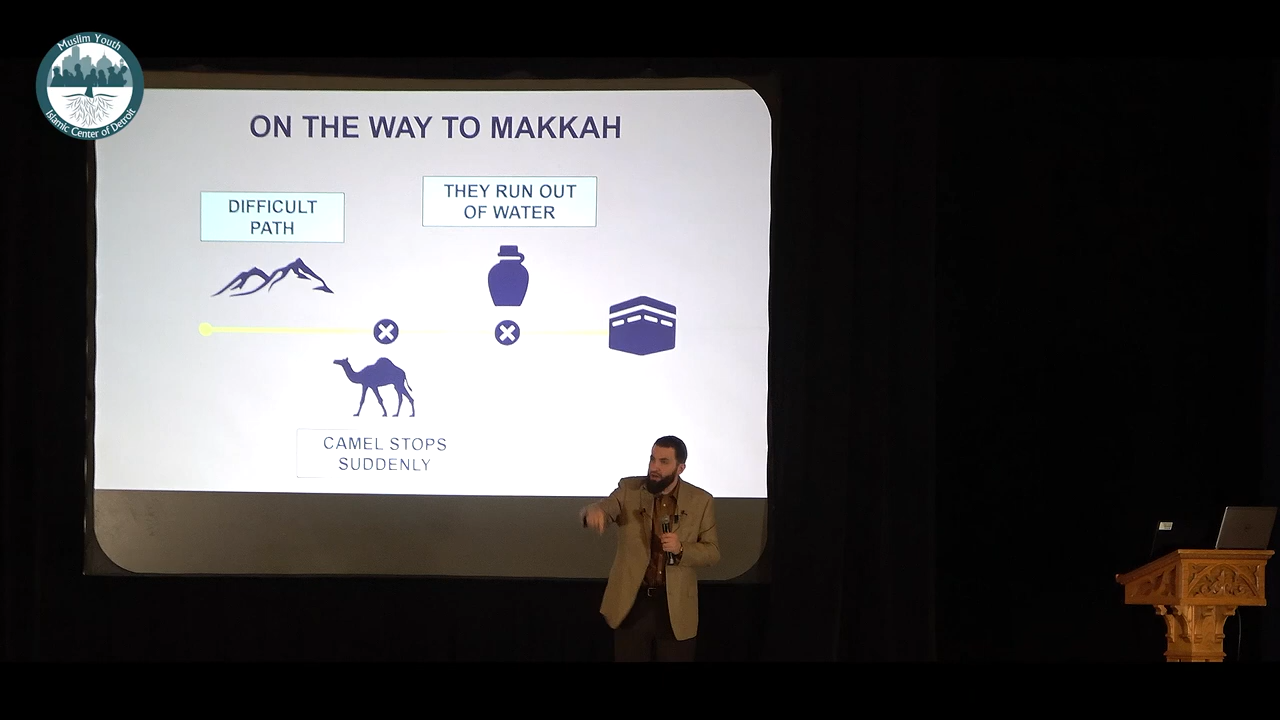 Muslim Youth
Islamic Center of Detroit
ON THE WAY TO MAKKAH
DIFFICULT
PATH
THEY RUN OUT
OF WATER
CAMEL STOPS
SUDDENLY